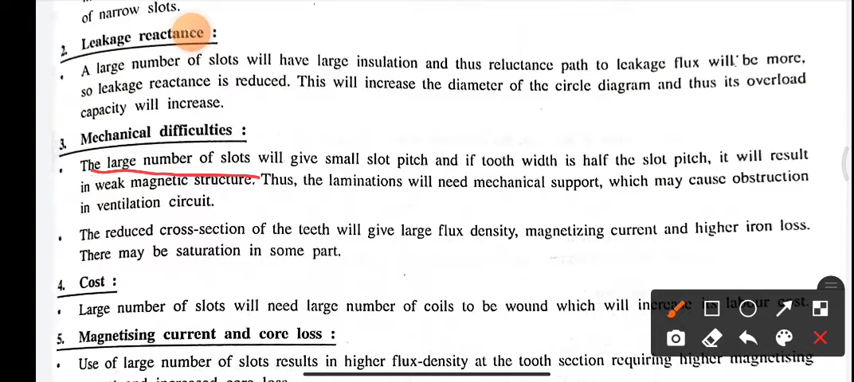 of narrow slots.
2. Leakage reactance :
• A large number of slots will have large insulation and thus reluctance path to leakage flux will be more,
so leakage reactance is reduced. This will increase the diameter of the circle diagram and thus its overload
capacity will increase.
3. Mechanical difficulties :
• The large number of slots will give small slot pitch and if tooth width is half the slot pitch, it will result
in weak magnetic structure. Thus, the laminations will need mechanical support, which may cause obstruction
in ventilation circuit.
• The reduced cross-section of the teeth will give large flux density, magnetizing current and higher iron loss.
There may be saturation in some part.
4. Cost :
• Large number of slots will need large number of coils to be wound which will increase its labour cost.
5. Magnetising current and core loss :
• Use of large number of slots results in higher flux-density at the tooth section requiring higher magnetising